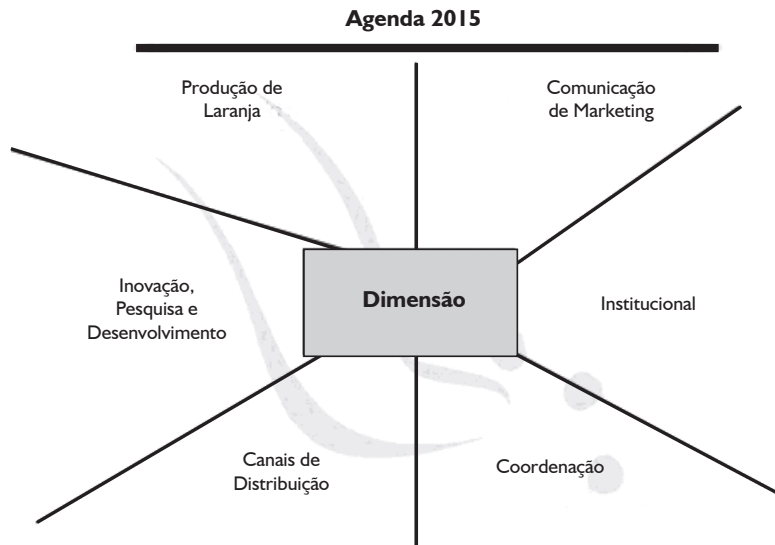 Agenda 2015
Produção de
Laranja
Comunicação
de Marketing
Inovação,
Pesquisa e
Desenvolvimento
Dimensão
Institucional
Canais de
Distribuição
Coordenação